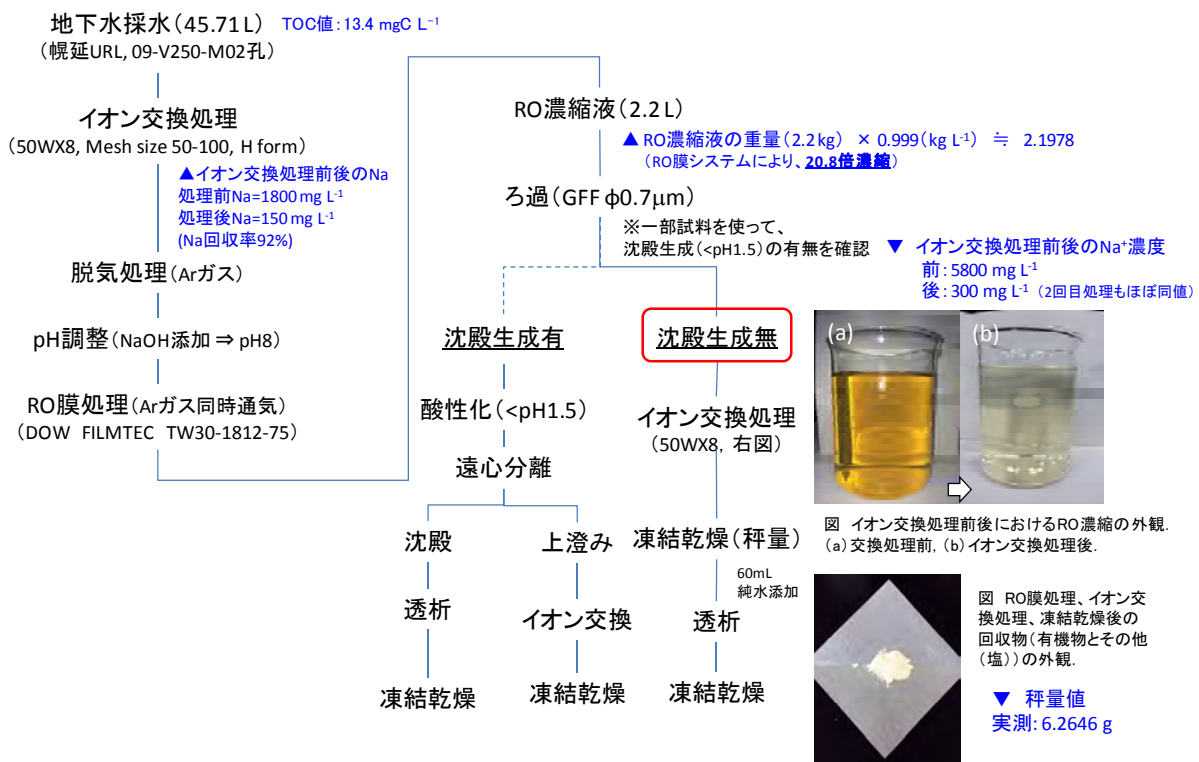 地下水採水(45.71L) TOC値:13.4 mgC L⁻¹
(幌延URL, 09-V250-M02孔)
イオン交換処理
(50WX8, Mesh size 50-100, H form)
▲イオン交換処理前後のNa
処理前Na=1800 mg L⁻¹
処理後Na=150 mg L⁻¹
(Na回収率92%)
脱気処理(Arガス)
pH調整(NaOH添加 ⇒ pH8)
RO膜処理(Arガス同時通気)
(DOW FILMTEC TW30-1812-75)
RO濃縮液(2.2L)
▲RO濃縮液の重量(2.2kg) × 0.999(kg L⁻¹) ≒ 2.1978
(RO膜システムにより、20.8倍濃縮)
ろ過(GFF φ0.7μm)
※一部試料を使って、
沈殿生成(<pH1.5)の有無を確認
▼ イオン交換処理前後のNa⁺濃度
前:5800 mg L⁻¹
後:300 mg L⁻¹ (2回目処理もほぼ同値)
沈殿生成有
酸性化(<pH1.5)
遠心分離
沈殿
透析
凍結乾燥
上澄み
イオン交換
凍結乾燥
沈殿生成無
イオン交換処理
(50WX8, 右図)
凍結乾燥(秤量)
60mL
純水添加
透析
凍結乾燥
(a)
(b)
図 イオン交換処理前後におけるRO濃縮の外観.
(a)交換処理前, (b)イオン交換処理後.
図 RO膜処理、イオン交
換処理、凍結乾燥後の
回収物(有機物とその他
(塩))の外観.
▼ 秤量値
実測: 6.2646 g